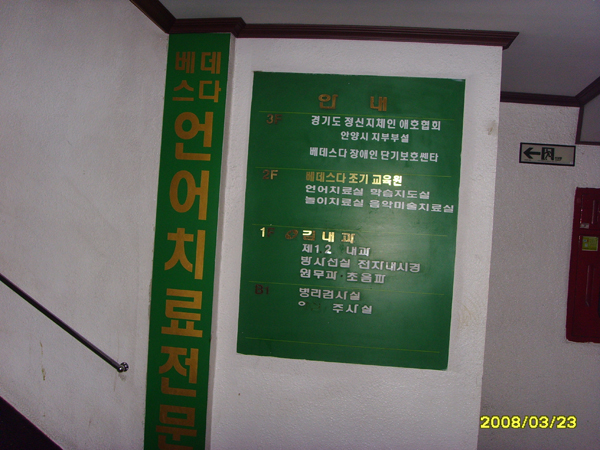 베데
스다
언어치료전문
안 내
3F 경기도 정신지체인 애호협회
안양시 지부부설
베데스다 장애인 단기보호쎈타
2F 베데스다 조기 교육원
언어치료실 학습지도실
놀이치료실 음악미술치료실
내과
제1 2 내과
방사선실 전자내시경
원무과 초음파
B1 병리검사실
주사실
2008/03/23